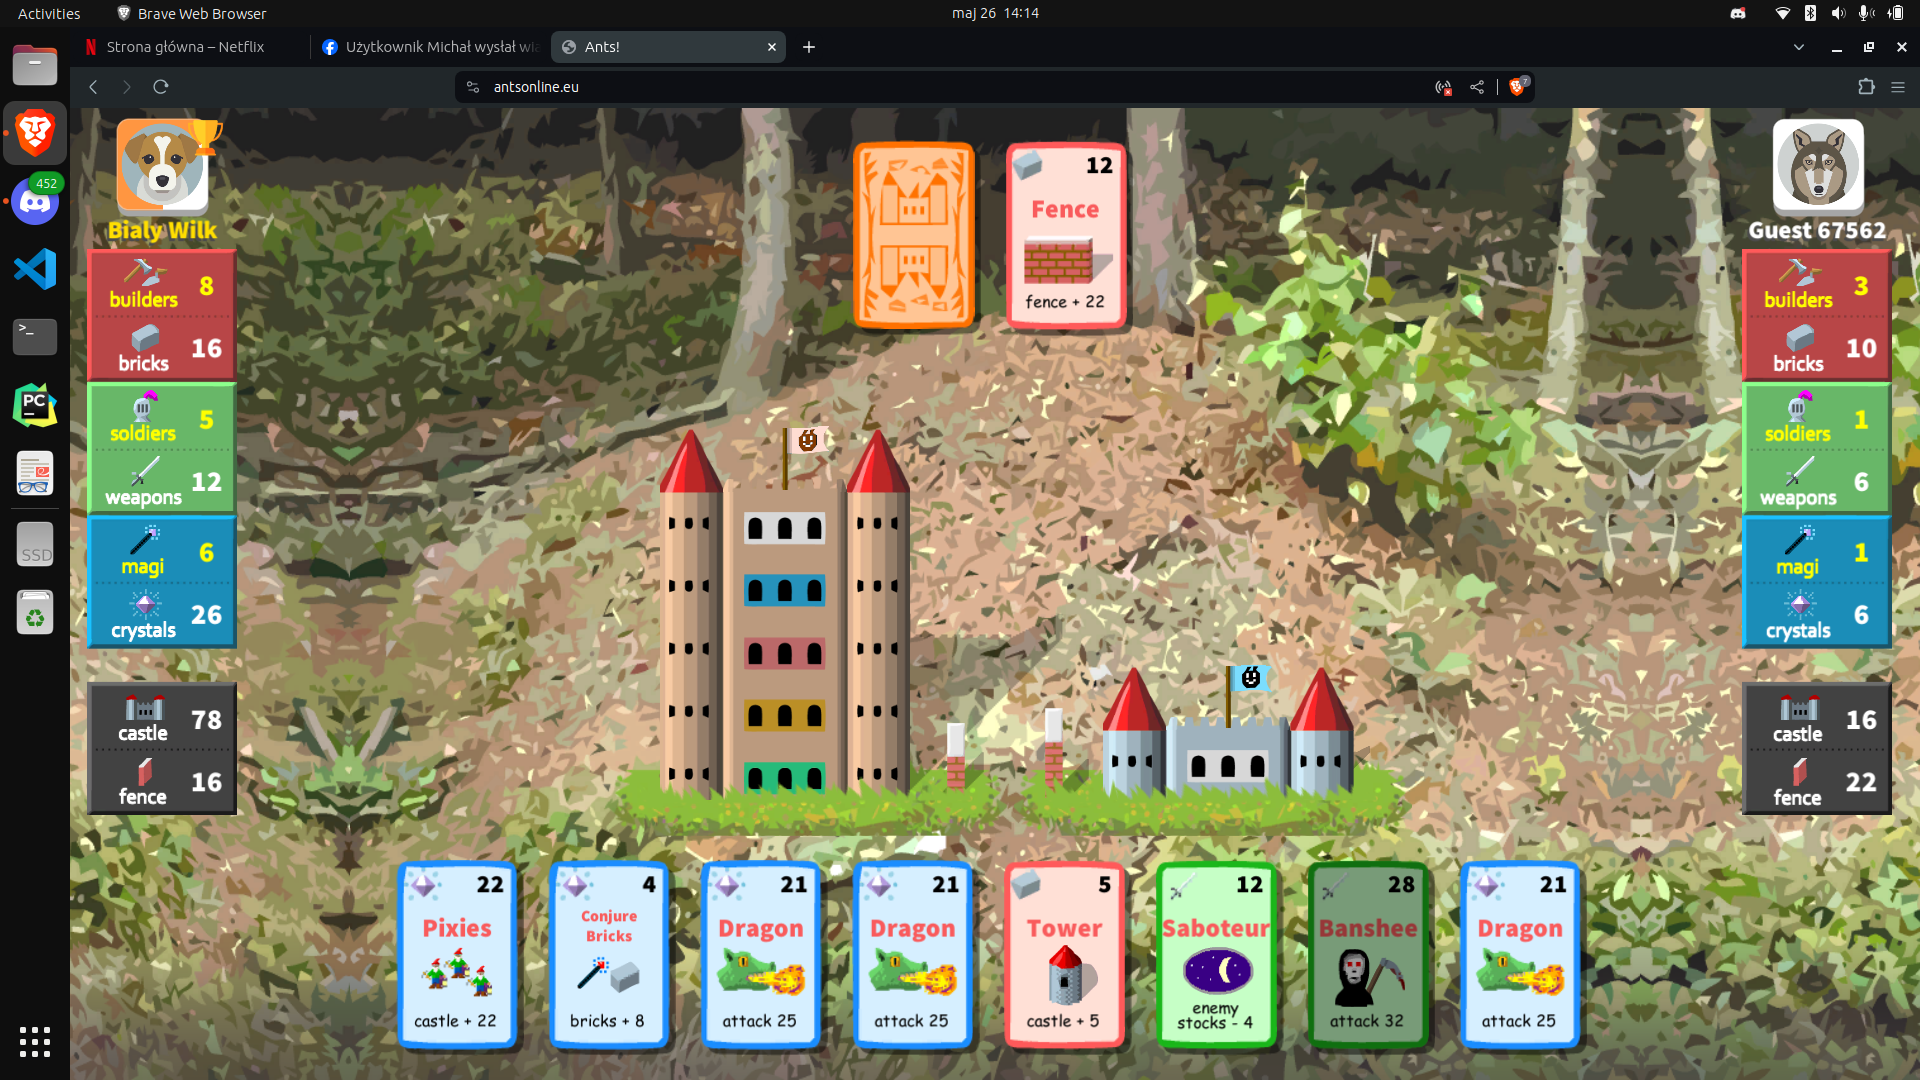 Activities
Brave Web Browser
maj 26 14:14
Strona główna – Netflix
Użytkownik Michał wysłał wia
Ants!
antsonline.eu
7
452
SSD
Bialy Wilk
builders 8
bricks 16
soldiers 5
weapons 12
magi 6
crystals 26
castle 78
fence 16
12
Fence
fence + 22
Guest 67562
builders 3
bricks 10
soldiers 1
weapons 6
magi 1
crystals 6
castle 16
fence 22
22
Pixies
castle + 22
4
Conjure
Bricks
bricks + 8
21
Dragon
attack 25
21
Dragon
attack 25
5
Tower
castle + 5
12
Saboteur
enemy
stocks - 4
28
Banshee
attack 32
21
Dragon
attack 25
PC